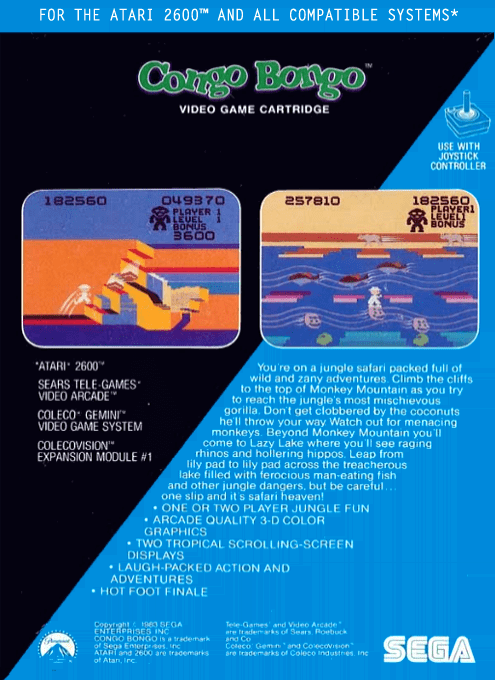 FOR THE ATARI 2600™ AND ALL COMPATIBLE SYSTEMS*
Congo Bongo™
VIDEO GAME CARTRIDGE
USE WITH
JOYSTICK
CONTROLLER
182560 049370
PLAYER 1
LEVEL 1
BONUS
3600
257810 182560
PLAYER1
LEVEL1
BONUS
*ATARI® 2600™
SEARS TELE-GAMES®
VIDEO ARCADE™
COLECO® GEMINI™
VIDEO GAME SYSTEM
COLECOVISION™
EXPANSION MODULE #1
You're on a jungle safari packed full of
wild and zany adventures. Climb the cliffs
to the top of Monkey Mountain as you try
to reach the jungle's most mischievous
gorilla. Don't get clobbered by the coconuts
he'll throw your way. Watch out for menacing
monkeys. Beyond Monkey Mountain you'll
come to Lazy Lake where you'll see raging
rhinos and hollering hippos. Leap from
lily pad to lily pad across the treacherous
lake filled with ferocious man-eating fish
and other jungle dangers, but be careful...
one slip and it's safari heaven!
• ONE OR TWO PLAYER JUNGLE FUN
• ARCADE QUALITY 3-D COLOR
GRAPHICS
• TWO TROPICAL SCROLLING-SCREEN
DISPLAYS
• LAUGH-PACKED ACTION AND
ADVENTURES
• HOT FOOT FINALE
Paramount
Copyright © 1983 SEGA
ENTERPRISES, INC.
CONGO BONGO is a trademark
of Sega Enterprises, Inc.
ATARI and 2600 are trademarks
of Atari, Inc.
Tele-Games® and Video Arcade™
are trademarks of Sears, Roebuck
and Co.
Coleco® Gemini™ and ColecoVision™
are trademarks of Coleco Industries, Inc.
SEGA